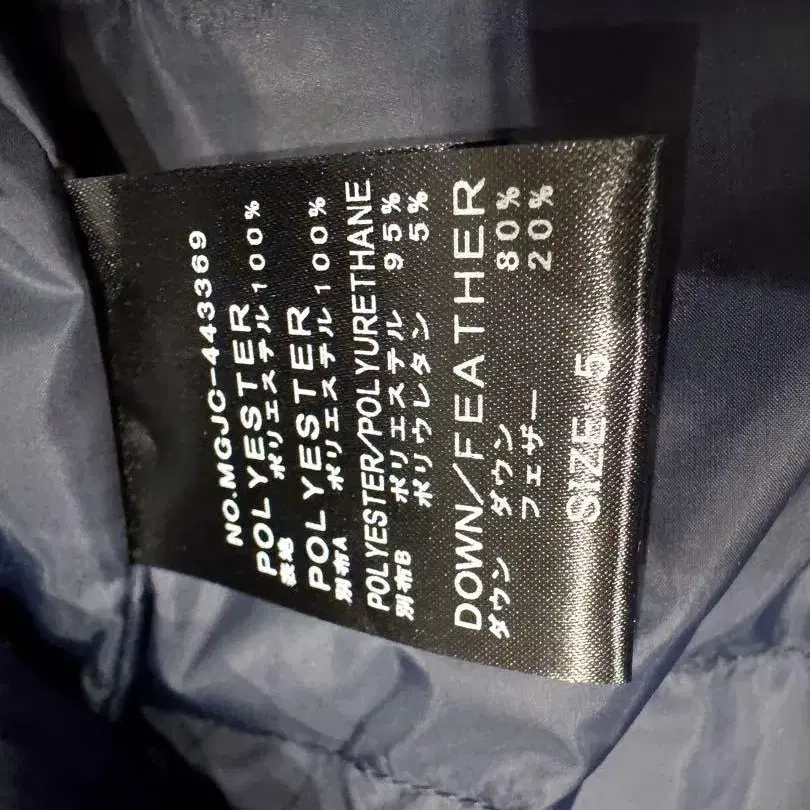 NO.MGJC-443369
POLYESTER
表地 ポリエステル100%
POLYESTER
別布A ポリエステル100%
POLYESTER/POLYURETHANE
別布B ポリエステル 95%
ポリウレタン 5%
DOWN/FEATHER
ダウン ダウン 80%
フェザー 20%
SIZE 5